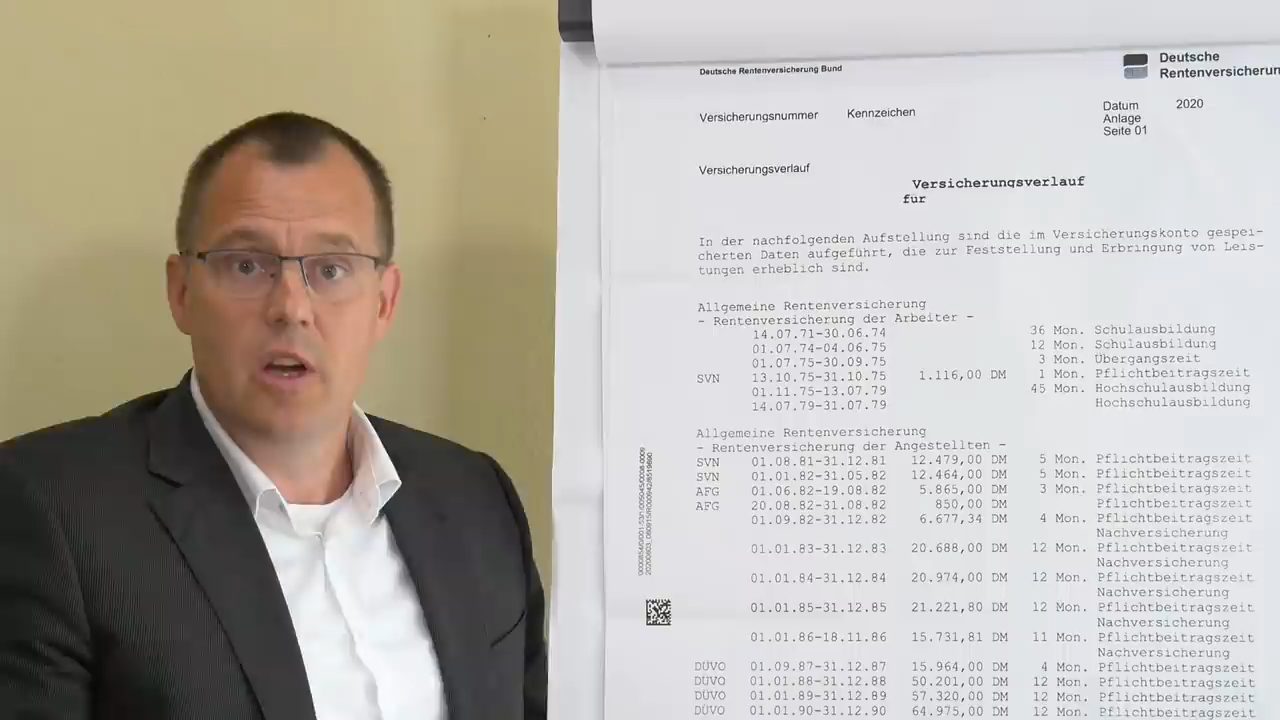 Deutsche Rentenversicherung Bund
Deutsche
Rentenversicherun
Versicherungsnummer Kennzeichen
Datum 2020
Anlage
Seite 01
Versicherungsverlauf
Versicherungsverlauf
für
In der nachfolgenden Aufstellung sind die im Versicherungskonto gespei-
cherten Daten aufgeführt, die zur Feststellung und Erbringung von Leis-
tungen erheblich sind.
Allgemeine Rentenversicherung
- Rentenversicherung der Arbeiter -
14.07.71-30.06.74 36 Mon. Schulausbildung
01.07.74-04.06.75 12 Mon. Schulausbildung
01.07.75-30.09.75 3 Mon. Übergangszeit
SVN 13.10.75-31.10.75 1.116,00 DM 1 Mon. Pflichtbeitragszeit
01.11.75-13.07.79 45 Mon. Hochschulausbildung
14.07.79-31.07.79 Hochschulausbildung
Allgemeine Rentenversicherung
- Rentenversicherung der Angestellten -
SVN 01.08.81-31.12.81 12.479,00 DM 5 Mon. Pflichtbeitragszeit
SVN 01.01.82-31.05.82 12.464,00 DM 5 Mon. Pflichtbeitragszeit
AFG 01.06.82-19.08.82 5.865,00 DM 3 Mon. Pflichtbeitragszeit
AFG 20.08.82-31.08.82 850,00 DM Pflichtbeitragszeit
01.09.82-31.12.82 6.677,34 DM 4 Mon. Pflichtbeitragszeit
Nachversicherung
01.01.83-31.12.83 20.688,00 DM 12 Mon. Pflichtbeitragszeit
Nachversicherung
01.01.84-31.12.84 20.974,00 DM 12 Mon. Pflichtbeitragszeit
Nachversicherung
01.01.85-31.12.85 21.221,80 DM 12 Mon. Pflichtbeitragszeit
Nachversicherung
01.01.86-18.11.86 15.731,81 DM 11 Mon. Pflichtbeitragszeit
Nachversicherung
DÜVO 01.09.87-31.12.87 15.964,00 DM 4 Mon. Pflichtbeitragszeit
DÜVO 01.01.88-31.12.88 50.201,00 DM 12 Mon. Pflichtbeitragszeit
DÜVO 01.01.89-31.12.89 57.320,00 DM 12 Mon. Pflichtbeitragszeit
DÜVO 01.01.90-31.12.90 64.975,00 DM 12 Mon. Pflichtbeitragszeit